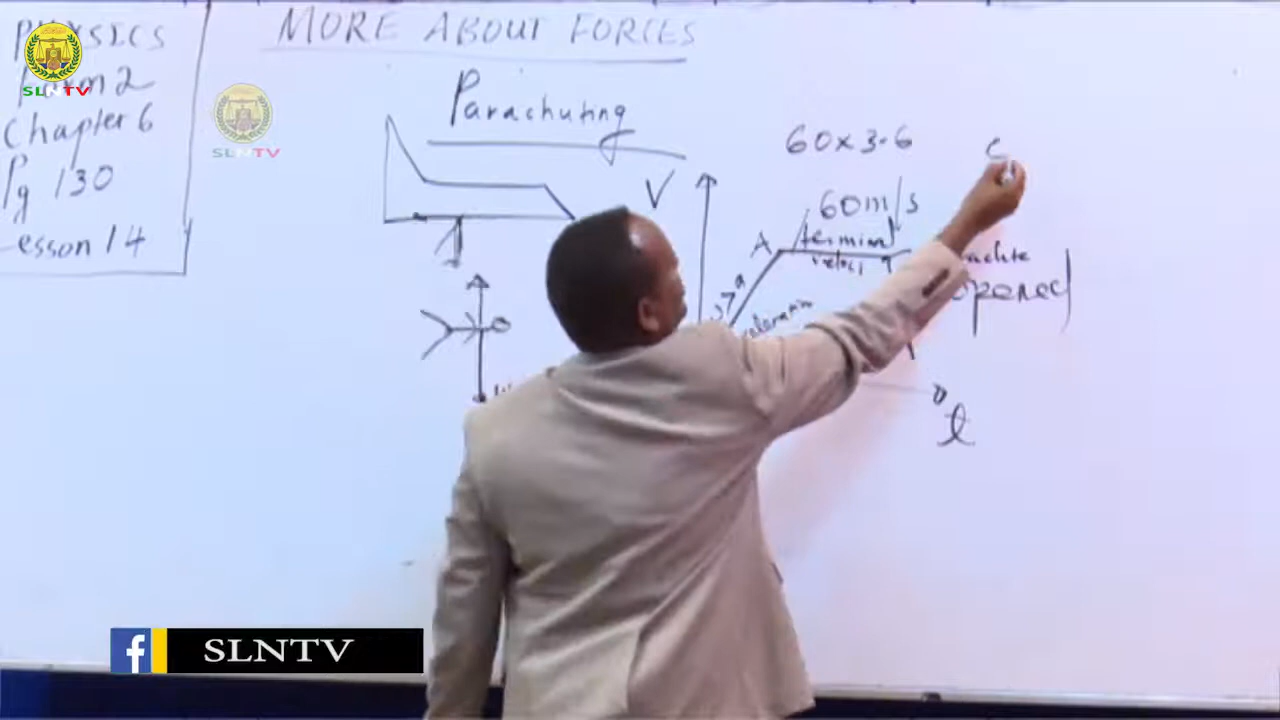 PHYSICS
Form 2
Chapter 6
Pg 130
Lesson 14
SLNTV
SLNTV
MORE ABOUT FORCES
Parachuting
60 x 3.6
V
60m/s
A
terminal
opened
t
SLNTV